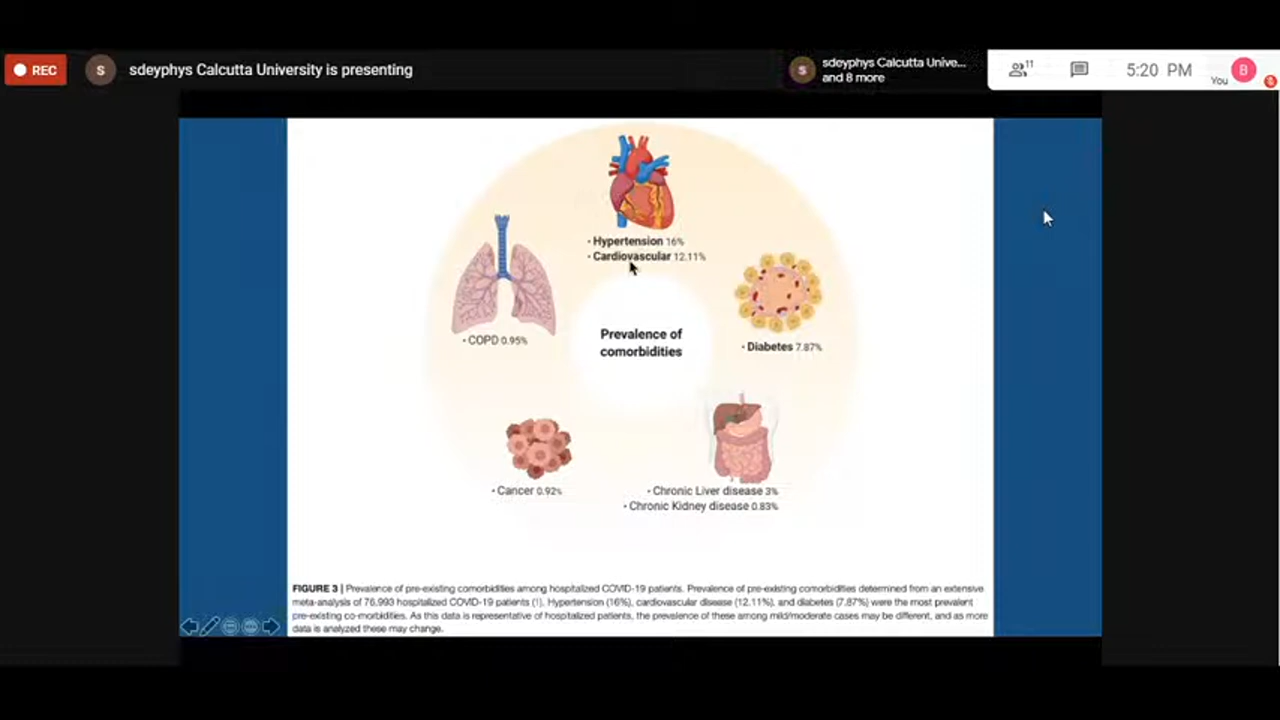 REC
S
sdeyphys Calcutta University is presenting
S
sdeyphys Calcutta Unive...
and 8 more
11
5:20 PM
You
B
• Hypertension 16%
• Cardiovascular 12.11%
• COPD 0.95%
Prevalence of
comorbidities
• Diabetes 7.87%
• Cancer 0.92%
• Chronic Liver disease 3%
• Chronic Kidney disease 0.83%
FIGURE 3 | Prevalence of pre-existing comorbidities among hospitalized COVID-19 patients. Prevalence of pre-existing comorbidities determined from an extensive
meta-analysis of 76,993 hospitalized COVID-19 patients (1). Hypertension (16%), cardiovascular disease (12.11%), and diabetes (7.87%) were the most prevalent
pre-existing co-morbidities. As this data is representative of hospitalized patients, the prevalence of these among mild/moderate cases may be different, and as more
data is analyzed these may change.